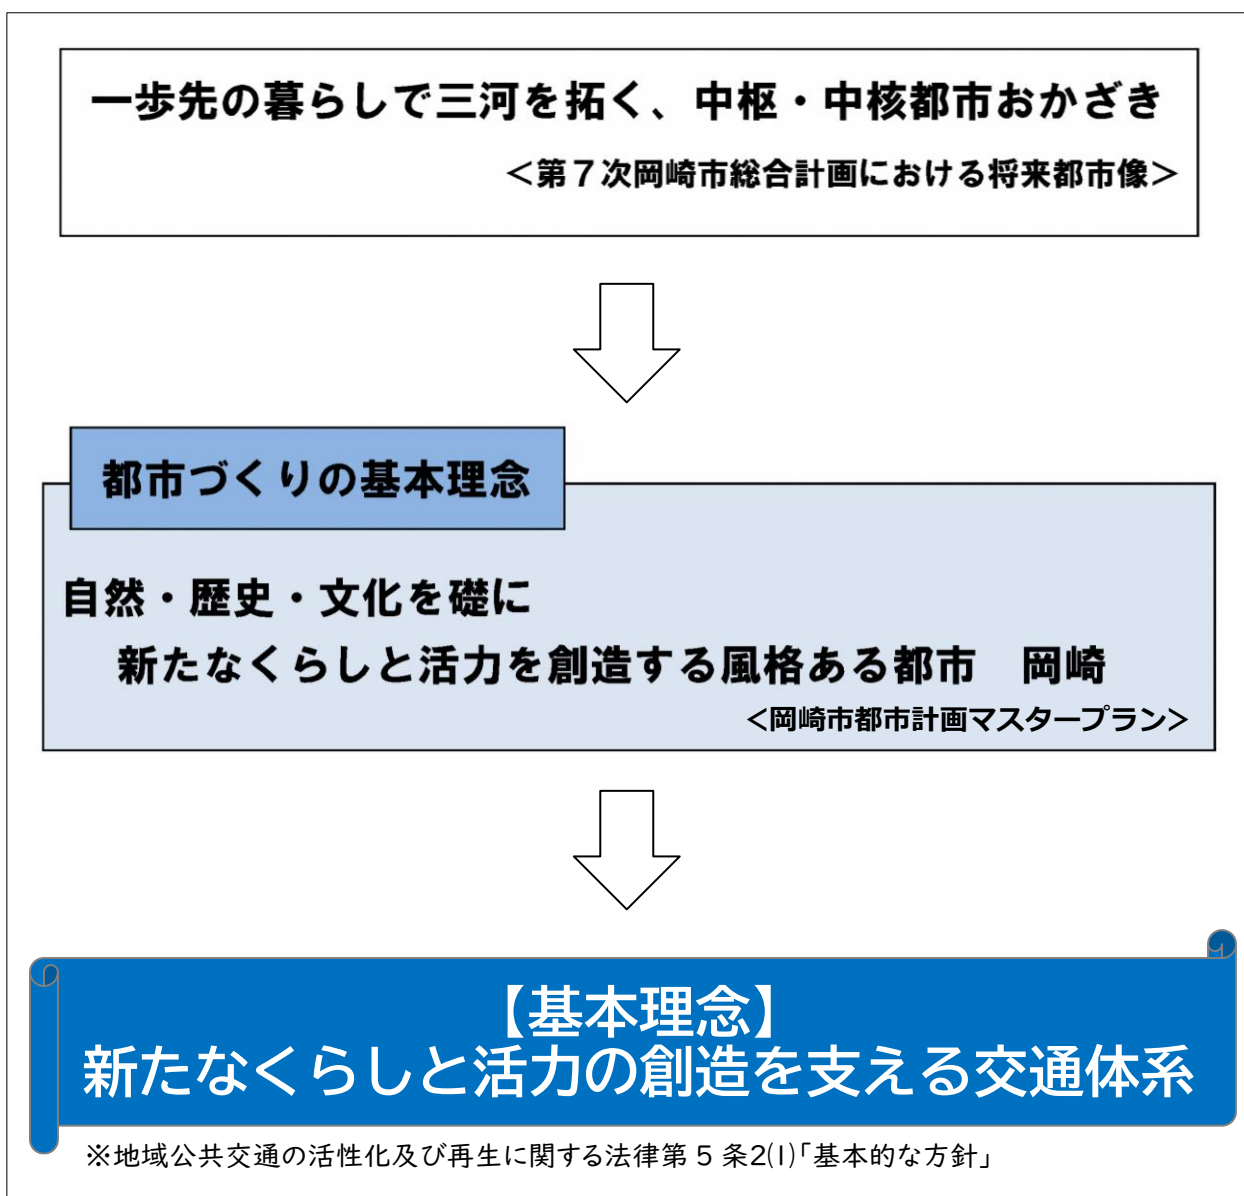 一歩先の暮らしで三河を拓く、中枢・中核都市おかざき
＜第７次岡崎市総合計画における将来都市像＞
都市づくりの基本理念
自然・歴史・文化を礎に
新たなくらしと活力を創造する風格ある都市　岡崎
＜岡崎市都市計画マスタープラン＞
【基本理念】
新たなくらしと活力の創造を支える交通体系
※地域公共交通の活性化及び再生に関する法律第 5 条2(1)「基本的な方針」